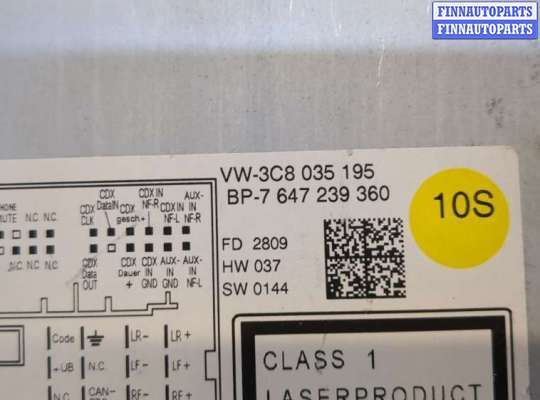 FINNAUTOPARTS
FINNAUTOPARTS
VW-3C8 035 195
BP-7 647 239 360
10S
FD 2809
HW 037
SW 0144
CLASS 1
LASERPRODUCT
CDX CLK
CDX DataIN
CDX gesch+
CDX IN NF-R
CDX IN NF-L
AUX-IN NF-R
N.C. N.C.
N.C. N.C.
CDX Data OUT
CDX Dauer +
CDX IN GND
AUX-IN GND
AUX-IN NF-L
Code LR– LR+
+UB N.C. LF– LF+
N.C. CAN– RF– RF+